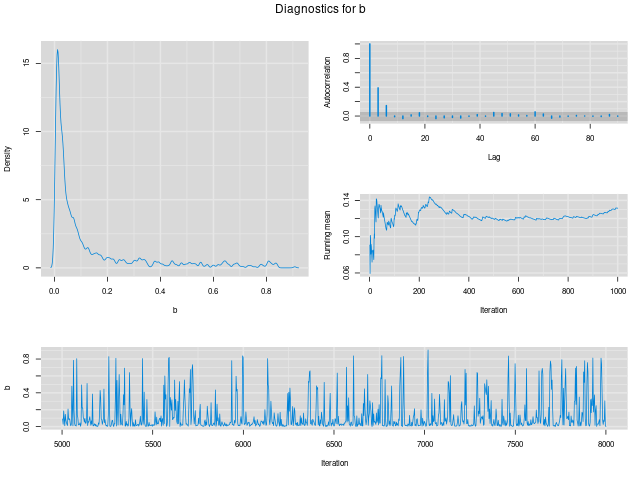 Diagnostics for b
Density
15
10
5
0
0.0 0.2 0.4 0.6 0.8
b
Autocorrelation
0.8
0.4
0.0
0 20 40 60 80
Lag
Running mean
0.14
0.10
0.06
0 200 400 600 800 1000
Iteration
b
0.8
0.4
0.0
5000 5500 6000 6500 7000 7500 8000
Iteration